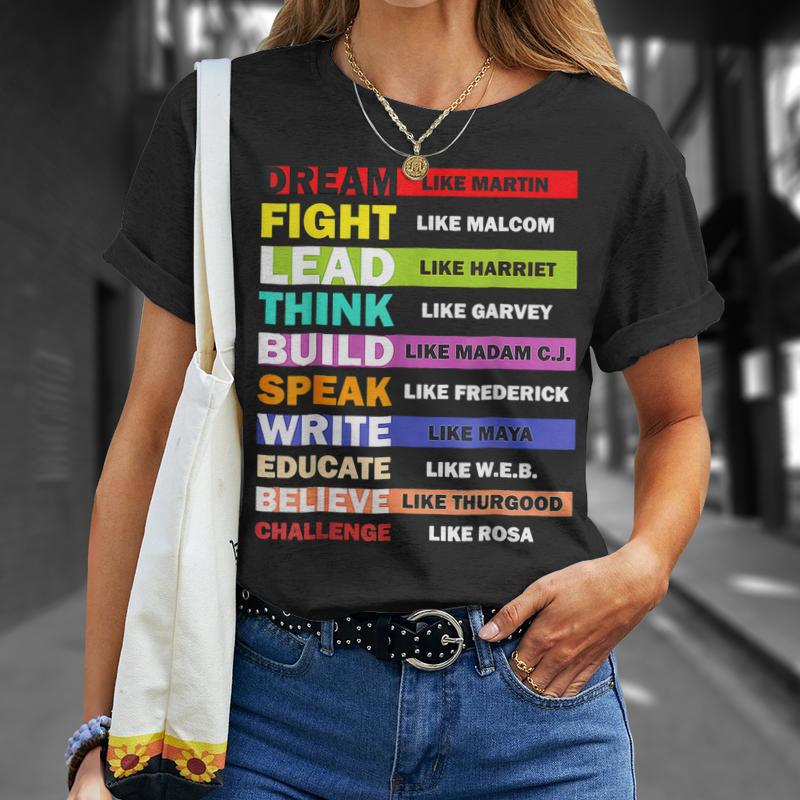 DREAM LIKE MARTIN
FIGHT LIKE MALCOM
LEAD LIKE HARRIET
THINK LIKE GARVEY
BUILD LIKE MADAM C.J.
SPEAK LIKE FREDERICK
WRITE LIKE MAYA
EDUCATE LIKE W.E.B.
BELIEVE LIKE THURGOOD
CHALLENGE LIKE ROSA